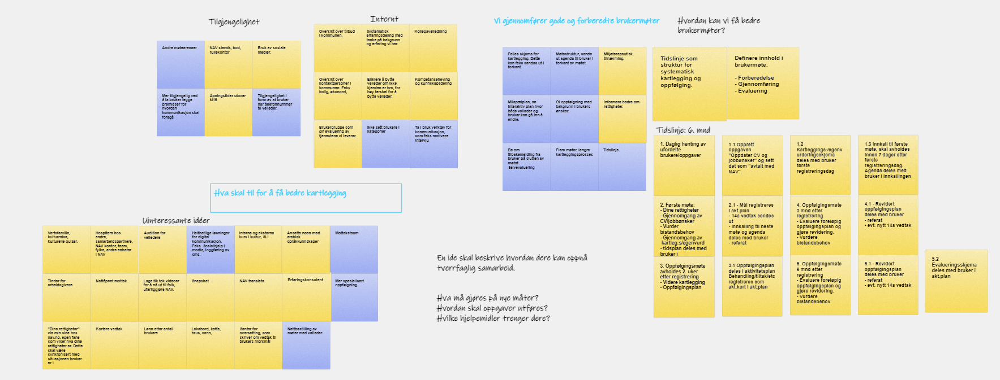 Tilgjengelighet
Andre møtearenaer
NAV stands, bod,
rullekontor
Bruk av sosiale
medier.
Mer tilgjengelig ved
å la bruker legge
premisser for
hvordan
kommunikasjon skal
foregå
Åpningstider utover
kl15
Tilgjengelighet i
form av at bruker
har telefonnummer
til veileder.
Internt
Oversikt over tilbud
i kommunen.
Systematisk
erfaringsdeling med
tanke på bakgrunn
og erfaring vi har.
Kollegaveiledning
Oversikt over
kontaktpersoner i
kommunen. Feks
bolig, økonomi,
Enklere å bytte
veileder om ikke
kjemien er bra, for
høy terskel for å
bytte veileder.
Kompetanseheving
og kunnskapsdeling
Brukergruppe som
gir evaluering av
tjenestene vi leverer.
Ikke sett brukere i
kategorier
Ta i bruk verktøy for
kommunikasjon,
som feks motivere
intervju
Hva skal til for å få bedre kartlegging
Uinteressante idéer
Vertsfamilie,
kulturreise,
kulturelle quizer.
Hospitere hos
andre,
samarbeidspartnere,
NAV kontor, team,
fylke, andre enheter
i NAV
Audition for
veiledere
Helthetlige løsninger
for digital
kommunikasjon.
Feks. Sosialhjelp i
modia, loggføring av
sms.
Interne og eksterne
kurs i kultur, SLI
Ansette noen med
arabisk
språkkunnskaper
Mottaksteam
Tinder for
arbeidsgivere.
Nattåpent mottak.
Lage tik tok videoer
for å nå ut til folk,
ufarliggjøre NAV.
Snapchat
NAV translate
Erfaringskonsulent
Mer spesialisert
oppfølging.
"Dine rettigheter"
via min side hos
nav.no, egen fane
som viser hva dine
rettigheter er. Dette
skal være
synkronisert med
situasjonen bruker
er i
Kortere vedtak
Lønn etter antall
brukere
Lekebord, kaffe,
brus, vann,
Senter for
oversetting, som
skriver om vedtak til
brukers morsmål
Nettbestilling av
møter med veileder.
Vi gjennomfører gode og forberedte brukermøter
Felles skjema for
kartlegging. Dette
kan feks sendes ut i
forkant.
Møtestruktur, sende
ut agenda til bruker i
forkant av møtet.
Miljøterapautisk
tilnærming.
Milepælplan, en
interaktiv plan hvor
både veileder og
bruker kan gå inn å
endre.
Gi oppfølgning med
bakgrunn i brukers
ønsker.
Informere bedre om
rettigheter.
Be om
tilbakemelding fra
bruker på slutten av
møtet.
Selvevaluering
Flere møter, lengre
kartleggingsprosses
Tidslinje.
En ide skal beskrive hvordan dere kan oppnå
tverrfaglig samarbeid.
Hva må gjøres på nye måter?
Hvordan skal oppgaver utføres?
Hvilke hjelpemidler trenger dere?
Hvordan kan vi få bedre
brukermøter?
Tidslinje som
struktur for
systematisk
kartlegging og
oppfølging.
Definere innhold i
brukermøte.
- Forberedelse
- Gjennomføring
- Evaluering
Tidslinje: 6. mnd
1. Daglig henting av
ufordelte
brukere/oppgaver
1.1 Opprett
oppgaven
"Oppdater CV og
jobbønsker" og sett
det som "avtalt med
NAV".
1.2
Kartleggings-/egenv
urderingsskjema
deles med bruker
første
registreringsdag
1.3 Innkall til første
møte, skal avholdes
innen 7 dager etter
første
registreringsdag.
Agenda deles med
bruker i innkallingen
2. Første møte:
- Dine rettigheter
- Gjennomgang av
CV/jobbønsker
- Vurder
bistandsbehov
- Gjennomgang av
kartleg.s/egenvurd
- tidsplan deles med
bruker i
2.1 - Mål registreres
i akt.plan
- 14a vedtak sendes
ut
- Innkalling til neste
møte og agenda
deles med bruker
- referat
4. Oppfølgingsmøte
3 mnd etter
registrering
- Evaluere foreløpig
oppfølgingsplan og
gjøre revidering.
- Vurdere
bistandsbehov
4.1 - Revidert
oppfølgingsplan
deles med bruker
- referat
- evt. nytt 14a vedtak
3. Oppfølgingsmøte
avholdes 2. uker
etter registrering
- Videre kartlegging
- Oppfølgingsplan
3.1 Oppfølgingsplan
deles i aktivitetsplan
Behandling/tiltak/etc
registreres som
akt.kort i akt.plan
5. Oppfølgingsmøte
6 mnd etter
registrering
- Evaluere foreløpig
oppfølgingsplan og
gjøre revidering.
- Vurdere
bistandsbehov
5.1 - Revidert
oppfølgingsplan
deles med bruker
- referat
- evt. nytt 14a vedtak
5.2
Evalueringsskjema
deles med bruker i
akt.plan